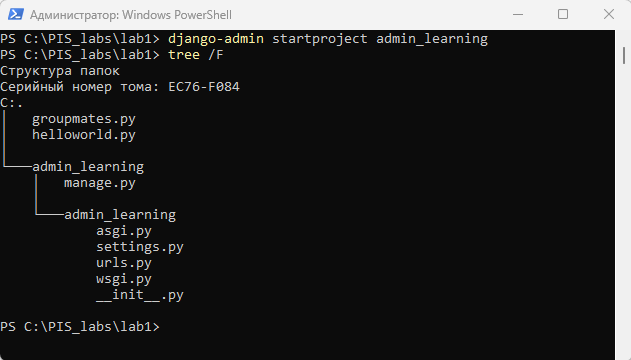 Администратор: Windows PowerShell
PS C:\PIS_labs\lab1> django-admin startproject admin_learning
PS C:\PIS_labs\lab1> tree /F
Структура папок
Серийный номер тома: EC76-F084
C:.
│   groupmates.py
│   helloworld.py
│
└───admin_learning
    │   manage.py
    │
    └───admin_learning
            asgi.py
            settings.py
            urls.py
            wsgi.py
            __init__.py

PS C:\PIS_labs\lab1>